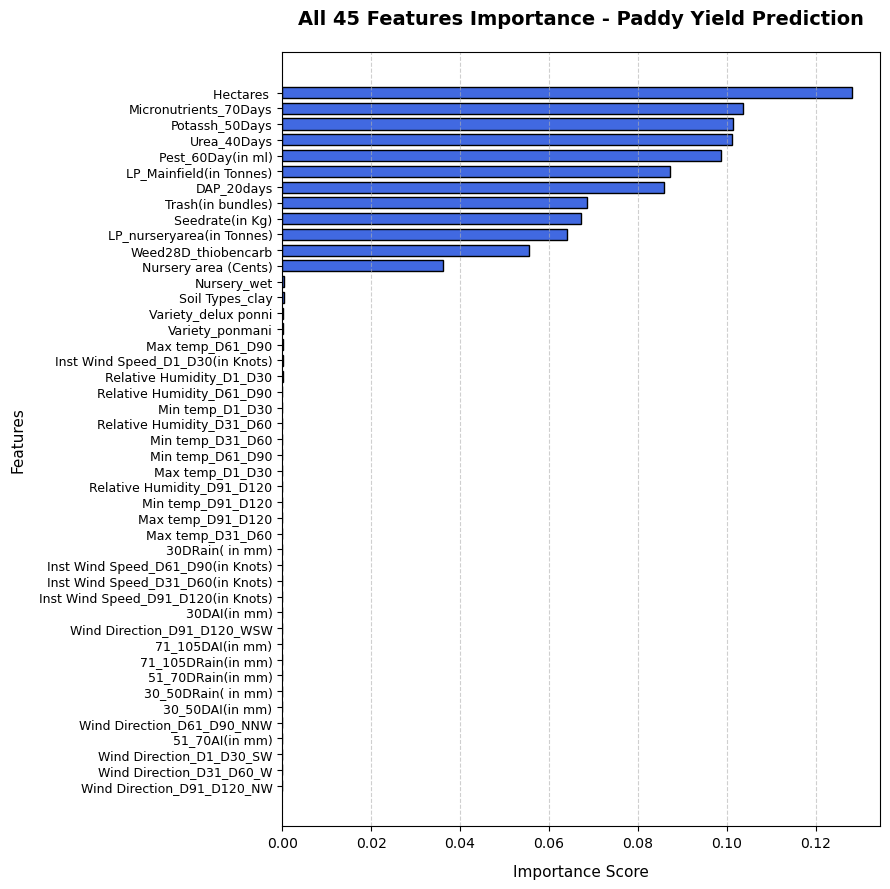 All 45 Features Importance - Paddy Yield Prediction
Hectares
Micronutrients_70Days
Potassh_50Days
Urea_40Days
Pest_60Day(in ml)
LP_Mainfield(in Tonnes)
DAP_20days
Trash(in bundles)
Seedrate(in Kg)
LP_nurseryarea(in Tonnes)
Weed28D_thiobencarb
Nursery area (Cents)
Nursery_wet
Soil Types_clay
Variety_delux ponni
Variety_ponmani
Max temp_D61_D90
Inst Wind Speed_D1_D30(in Knots)
Relative Humidity_D1_D30
Relative Humidity_D61_D90
Min temp_D1_D30
Relative Humidity_D31_D60
Min temp_D31_D60
Min temp_D61_D90
Max temp_D1_D30
Relative Humidity_D91_D120
Min temp_D91_D120
Max temp_D91_D120
Max temp_D31_D60
30DRain( in mm)
Inst Wind Speed_D61_D90(in Knots)
Inst Wind Speed_D31_D60(in Knots)
Inst Wind Speed_D91_D120(in Knots)
30DAI(in mm)
Wind Direction_D91_D120_WSW
71_105DAI(in mm)
71_105DRain(in mm)
51_70DRain(in mm)
30_50DRain( in mm)
30_50DAI(in mm)
Wind Direction_D61_D90_NNW
51_70AI(in mm)
Wind Direction_D1_D30_SW
Wind Direction_D31_D60_W
Wind Direction_D91_D120_NW
Features
0.00 0.02 0.04 0.06 0.08 0.10 0.12
Importance Score